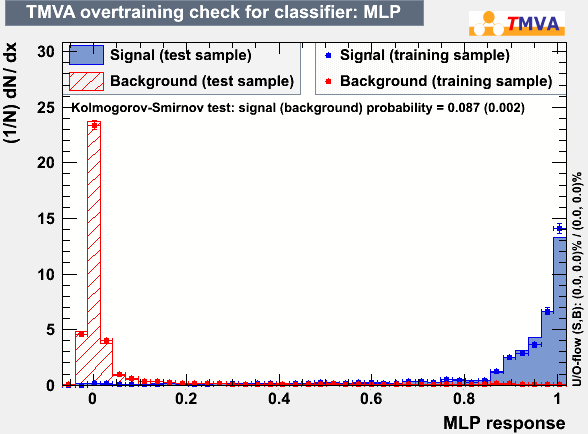 TMVA overtraining check for classifier: MLP
TMVA
(1/N) dN / dx
30
25
20
15
10
5
0
Signal (test sample)
Background (test sample)
Signal (training sample)
Background (training sample)
Kolmogorov-Smirnov test: signal (background) probability = 0.087 (0.002)
0
0.2
0.4
0.6
0.8
1
MLP response
U/O-flow (S,B): (0.0, 0.0)% / (0.0, 0.0)%